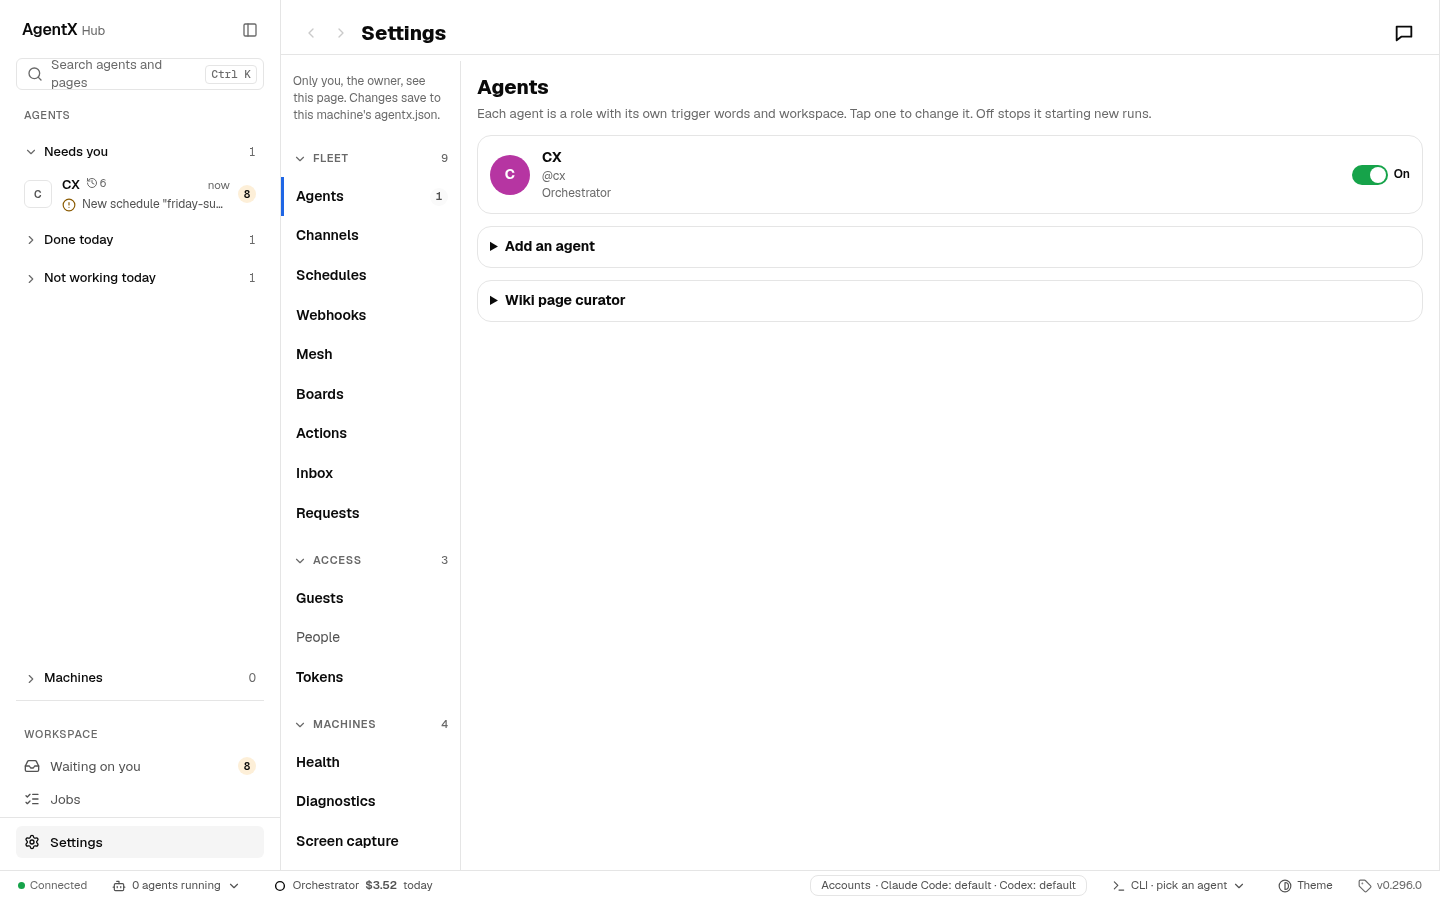 AgentX Hub
Search agents and pages
Ctrl K
AGENTS
Needs you 1
C
CX 6 now
New schedule "friday-su... 8
Done today 1
Not working today 1
Machines 0
WORKSPACE
Waiting on you 8
Jobs
Settings
Settings
Only you, the owner, see
this page. Changes save to
this machine's agentx.json.
FLEET 9
Agents 1
Channels
Schedules
Webhooks
Mesh
Boards
Actions
Inbox
Requests
ACCESS 3
Guests
People
Tokens
MACHINES 4
Health
Diagnostics
Screen capture
Agents
Each agent is a role with its own trigger words and workspace. Tap one to change it. Off stops it starting new runs.
C
CX
@cx
Orchestrator
On
Add an agent
Wiki page curator
Connected
0 agents running
Orchestrator $3.52 today
Accounts · Claude Code: default · Codex: default
CLI · pick an agent
Theme
v0.296.0